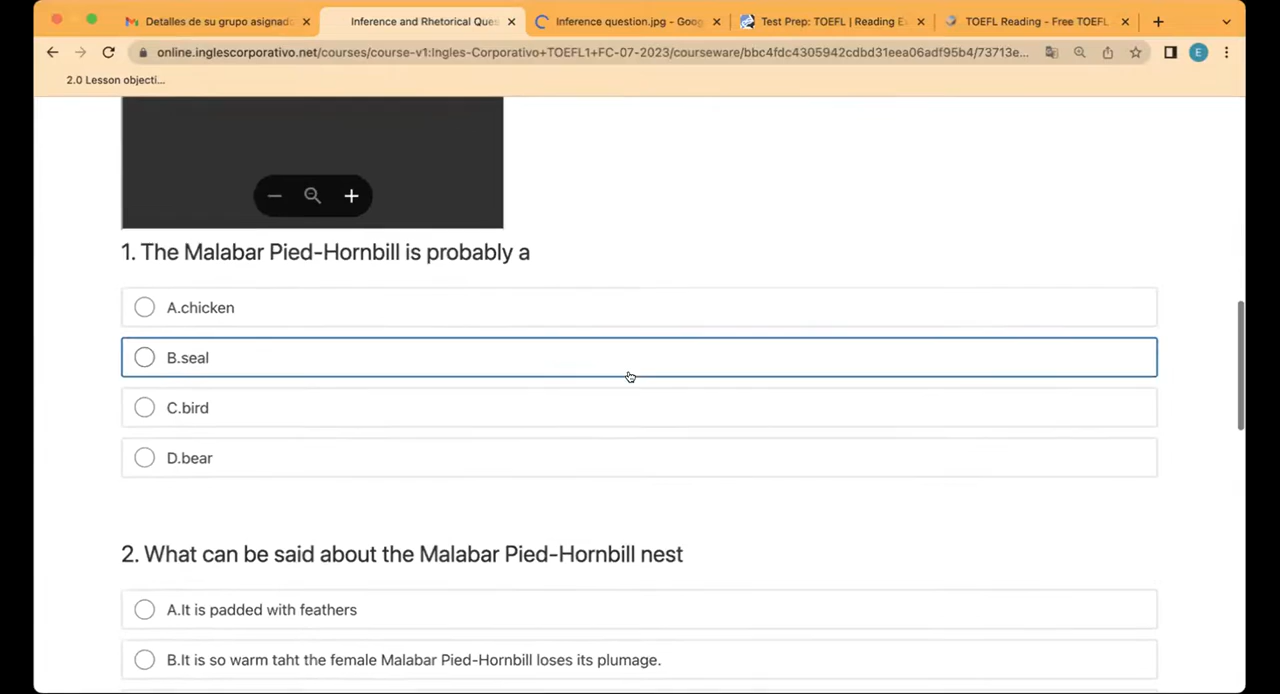 Detalles de su grupo asignad
Inference and Rhetorical Ques
Inference question.jpg - Goog
Test Prep: TOEFL | Reading E
TOEFL Reading - Free TOEFL
online.inglescorporativo.net/courses/course-v1:Ingles-Corporativo+TOEFL1+FC-07-2023/courseware/bbc4fdc4305942cdbd31eea06adf95b4/73713e...
E
2.0 Lesson objecti...
1. The Malabar Pied-Hornbill is probably a
A.chicken
B.seal
C.bird
D.bear
2. What can be said about the Malabar Pied-Hornbill nest
A.It is padded with feathers
B.It is so warm taht the female Malabar Pied-Hornbill loses its plumage.